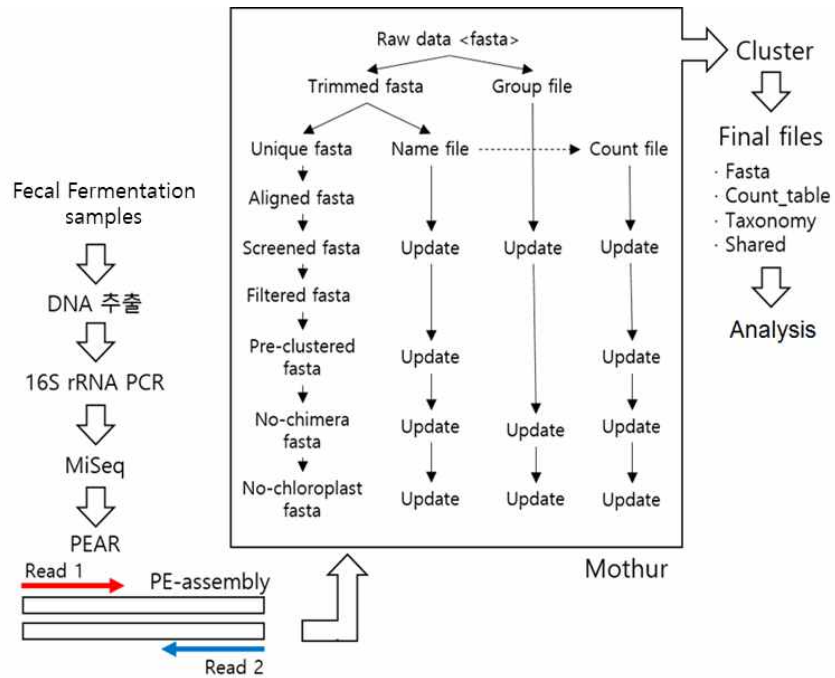 Fecal Fermentation
samples
DNA 추출
16S rRNA PCR
MiSeq
PEAR
Read 1
PE-assembly
Read 2
Raw data <fasta>
Trimmed fasta
Group file
Unique fasta
Name file
Count file
Aligned fasta
Screened fasta
Update
Update
Update
Filtered fasta
Pre-clustered
fasta
Update
Update
No-chimera
fasta
Update
Update
Update
No-chloroplast
fasta
Update
Update
Update
Mothur
Cluster
Final files
· Fasta
· Count_table
· Taxonomy
· Shared
Analysis